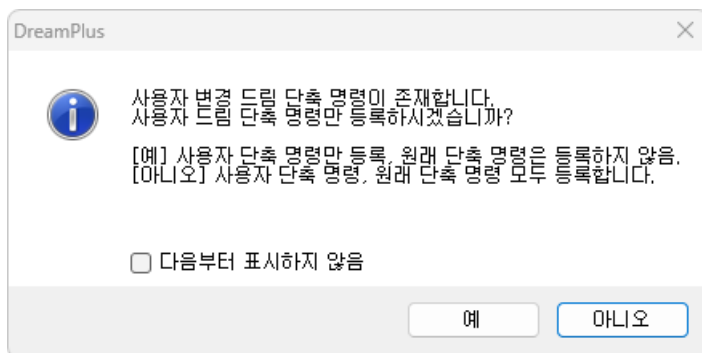 DreamPlus
사용자 변경 드림 단축 명령이 존재합니다.
사용자 드림 단축 명령만 등록하시겠습니까?
[예] 사용자 단축 명령만 등록, 원래 단축 명령은 등록하지 않음.
[아니오] 사용자 단축 명령, 원래 단축 명령 모두 등록합니다.
다음부터 표시하지 않음
예
아니오